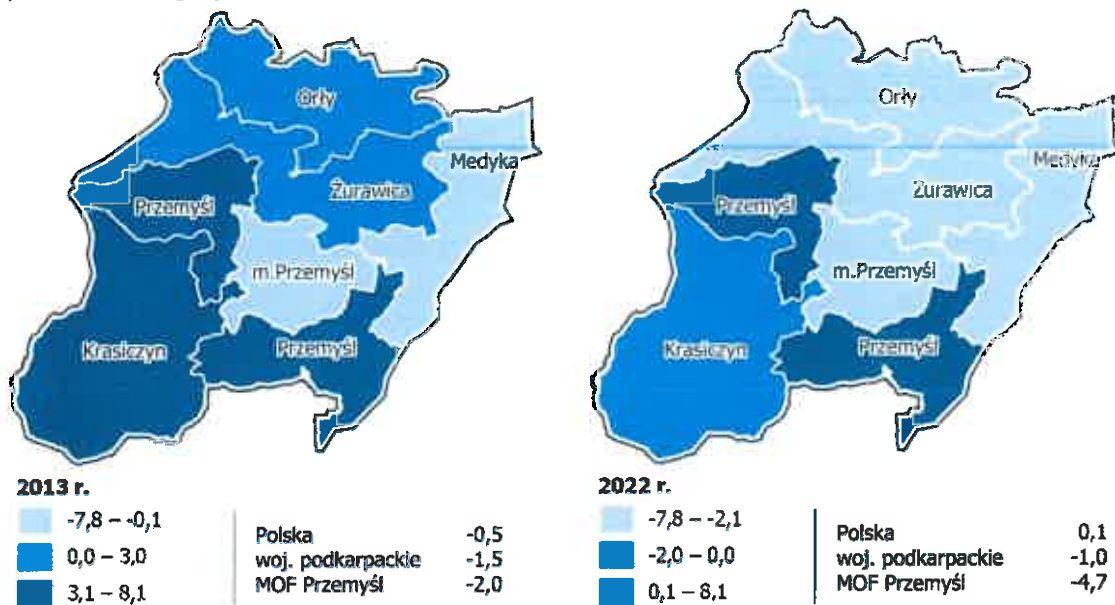 Orły
Medyka
Żurawica
Przemyśl
m.Przemyśl
Krasiczyn
Przemyśl
2013 r.
-7,8 – -0,1
0,0 – 3,0
3,1 – 8,1
Polska -0,5
woj. podkarpackie -1,5
MOF Przemyśl -2,0
Orły
Medyka
Żurawica
Przemyśl
m.Przemyśl
Krasiczyn
Przemyśl
2022 r.
-7,8 – -2,1
-2,0 – 0,0
0,1 – 8,1
Polska 0,1
woj. podkarpackie -1,0
MOF Przemyśl -4,7